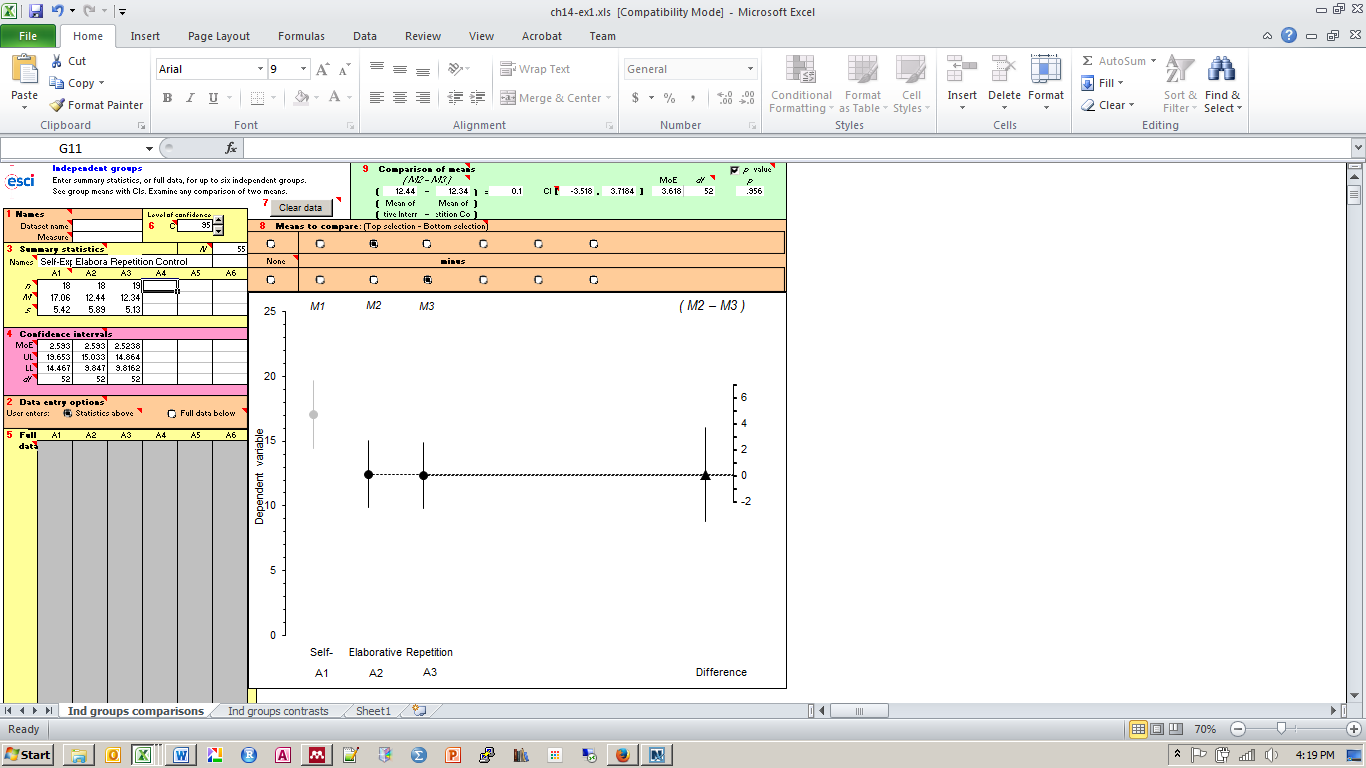 ch14-ex1.xls [Compatibility Mode] - Microsoft Excel
File Home Insert Page Layout Formulas Data Review View Acrobat Team
Paste
Cut
Copy
Format Painter
Clipboard
Arial 9
B I U
Font
Wrap Text
Merge & Center
Alignment
General
$ % ,
Number
Conditional Formatting
Format as Table
Cell Styles
Styles
Insert Delete Format
Cells
AutoSum
Fill
Clear
Sort & Filter
Find & Select
Editing
G11 fx
esci
Independent groups
Enter summary statistics, or full data, for up to six independent groups.
See group means with CIs. Examine any comparison of two means.
7 Clear data
9 Comparison of means p value
(M2 – M3) MoE df p
( 12.44 – 12.34 ) = 0.1 CI [ -3.518 , 3.7184 ] 3.618 52 .956
( Mean of Mean of )
( tive Interr – stition Co )
1 Names
Dataset name
Measure
Level of confidence
6 C 95
8 Means to compare: (Top selection – Bottom selection)
None minus
3 Summary statistics N 55
Names Self-Exp Elabora Repetition Control
A1 A2 A3 A4 A5 A6
n 18 18 19
M 17.06 12.44 12.34
s 5.42 5.89 5.13
4 Confidence intervals
MoE 2.593 2.593 2.5238
UL 19.653 15.033 14.864
LL 14.467 9.847 9.8162
df 52 52 52
2 Data entry options
User enters: Statistics above Full data below
5 Full data A1 A2 A3 A4 A5 A6
M1 M2 M3 ( M2 – M3 )
25
20
15
10
5
0
Dependent variable
6
4
2
0
-2
Self- Elaborative Repetition
A1 A2 A3 Difference
Ind groups comparisons Ind groups contrasts Sheet1
Ready 70%
Start 4:19 PM